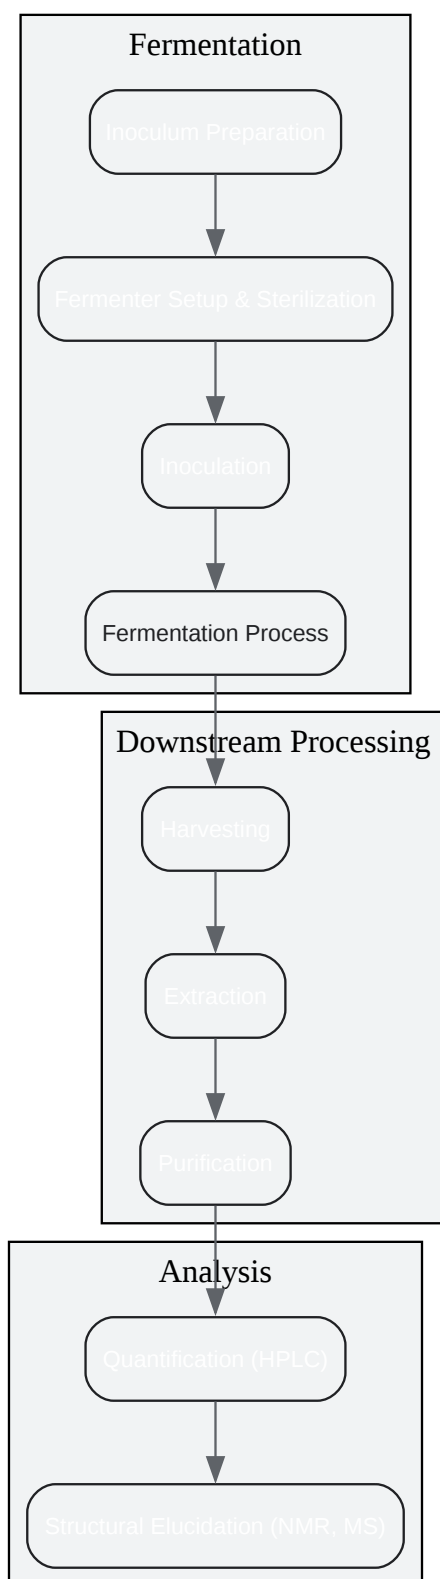 Fermentation
Inoculum Preparation
Fermenter Setup & Sterilization
Inoculation
Fermentation Process
Downstream Processing
Harvesting
Extraction
Purification
Analysis
Quantification (HPLC)
Structural Elucidation (NMR, MS)